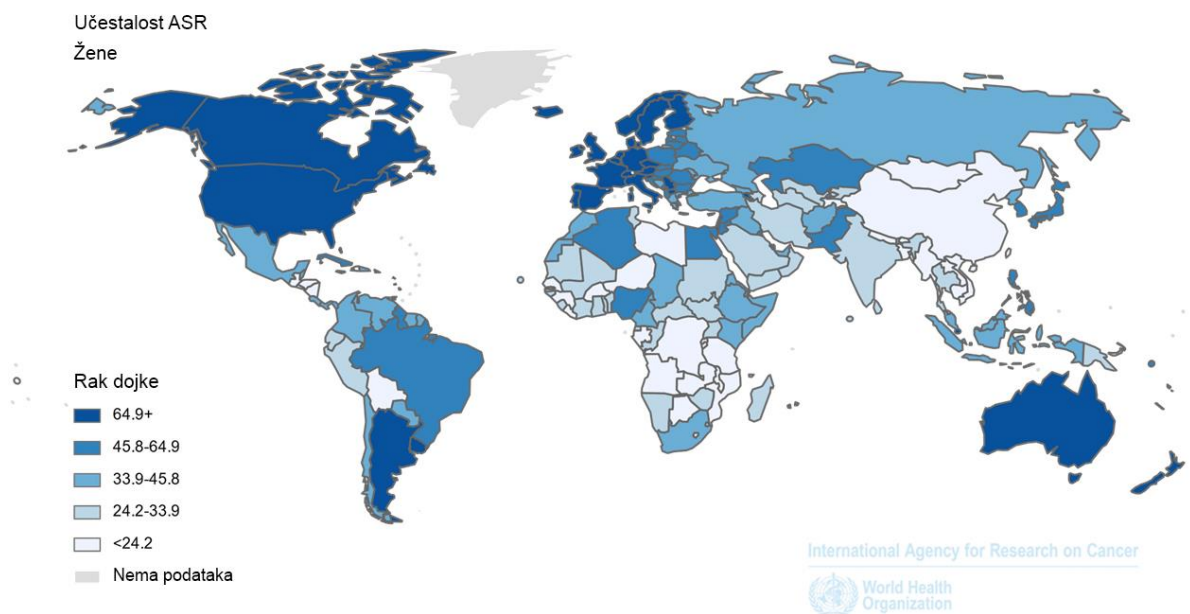 Učestalost ASR
Žene
Rak dojke
64.9+
45.8-64.9
33.9-45.8
24.2-33.9
<24.2
Nema podataka
International Agency for Research on Cancer
World Health
Organization